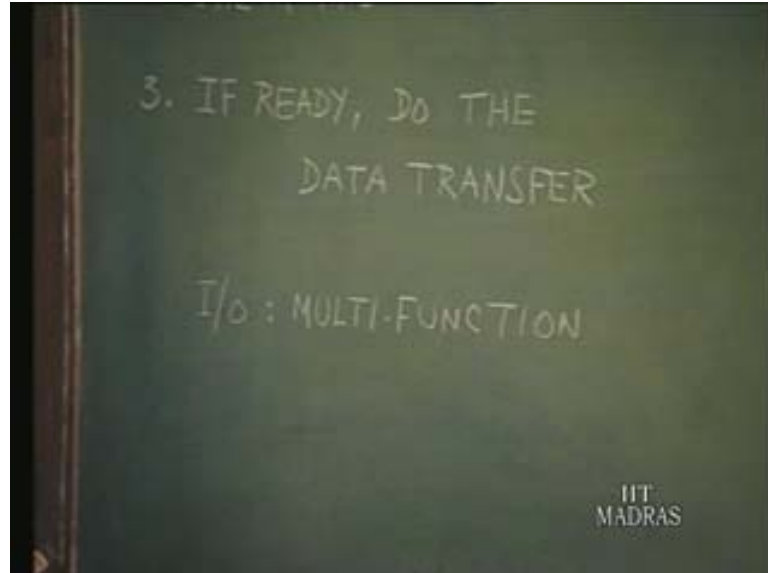 3. IF READY, DO THE
DATA TRANSFER
I/O : MULTI-FUNCTION
IIT
MADRAS